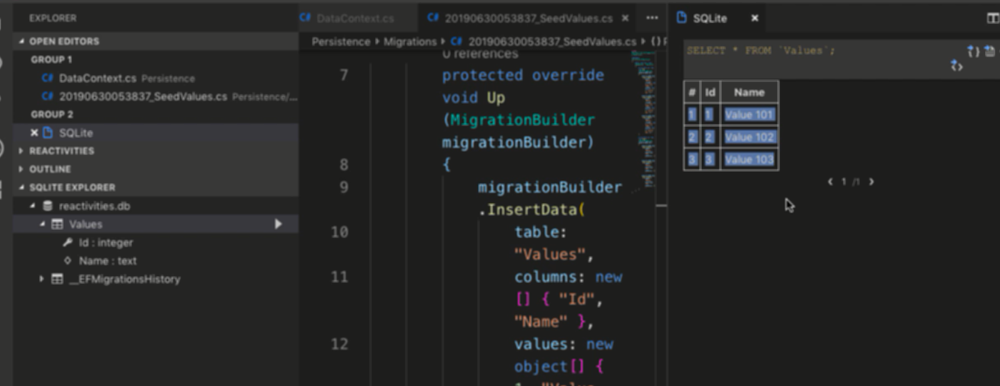 EXPLORER
OPEN EDITORS
GROUP 1
C# DataContext.cs Persistence
C# 20190630053837_SeedValues.cs Persistence/...
GROUP 2
SQLite
REACTIVITIES
OUTLINE
SQLITE EXPLORER
reactivities.db
Values
Id : integer
Name : text
__EFMigrationsHistory
C# DataContext.cs
C# 20190630053837_SeedValues.cs
Persistence Migrations C# 20190630053837_SeedValues.cs {}
0 references
7 protected override
void Up
(MigrationBuilder
migrationBuilder)
8 {
9 migrationBuilder
.InsertData(
10 table:
"Values",
11 columns: new
[] { "Id",
"Name" },
12 values: new
object[] {
1, "Value
SQLite
SELECT * FROM `Values`;
# Id Name
1 1 Value 101
2 2 Value 102
3 3 Value 103
1 /1